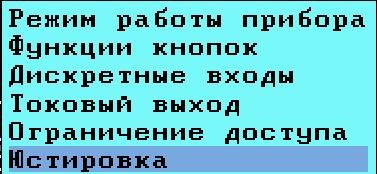 Режим работы прибора
Функции кнопок
Дискретные входы
Токовый выход
Ограничение доступа
Юстировка